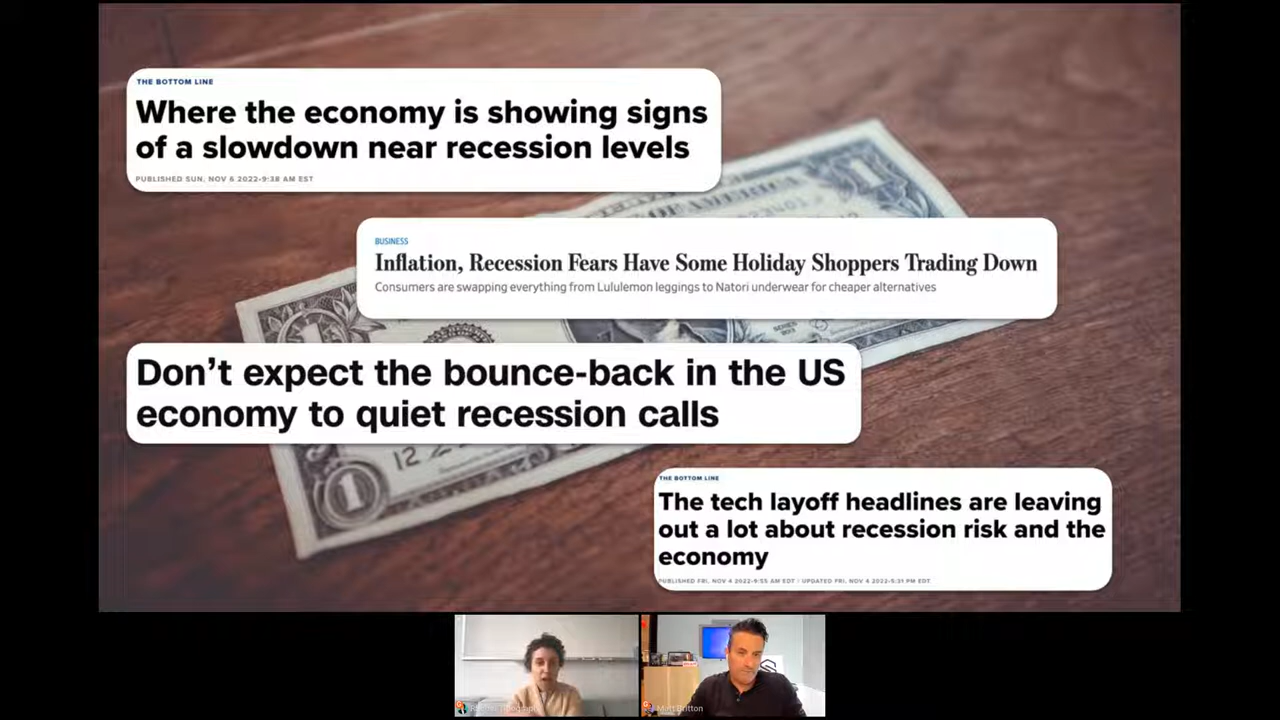 THE BOTTOM LINE
Where the economy is showing signs
of a slowdown near recession levels
PUBLISHED SUN, NOV 6 2022•9:38 AM EST
BUSINESS
Inflation, Recession Fears Have Some Holiday Shoppers Trading Down
Consumers are swapping everything from Lululemon leggings to Natori underwear for cheaper alternatives
Don’t expect the bounce-back in the US
economy to quiet recession calls
THE BOTTOM LINE
The tech layoff headlines are leaving
out a lot about recession risk and the
economy
PUBLISHED FRI, NOV 4 2022•9:55 AM EDT | UPDATED FRI, NOV 4 2022•5:31 PM EDT
Matt Britton